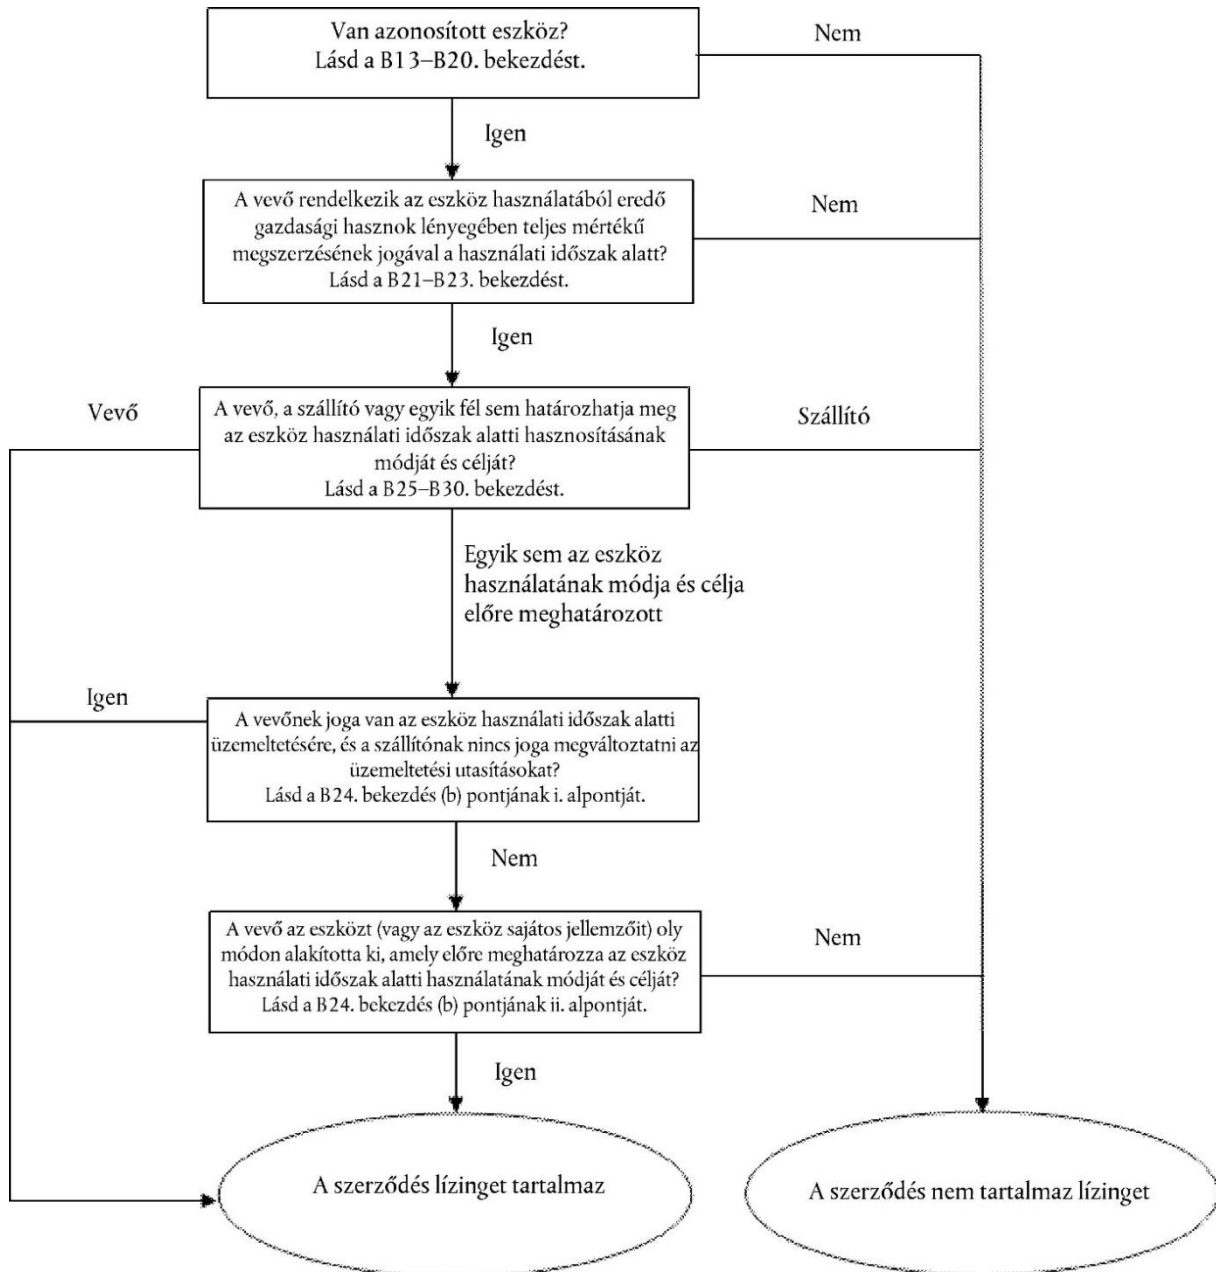 Van azonosított eszköz?
Lásd a B13–B20. bekezdést.
Nem
Igen
A vevő rendelkezik az eszköz használatából eredő
gazdasági hasznok lényegében teljes mértékű
megszerzésének jogával a használati időszak alatt?
Lásd a B21–B23. bekezdést.
Nem
Igen
Vevő
A vevő, a szállító vagy egyik fél sem határozhatja meg
az eszköz használati időszak alatti hasznosításának
módját és célját?
Lásd a B25–B30. bekezdést.
Szállító
Egyik sem az eszköz
használatának módja és célja
előre meghatározott
Igen
A vevőnek joga van az eszköz használati időszak alatti
üzemeltetésére, és a szállítónak nincs joga megváltoztatni az
üzemeltetési utasításokat?
Lásd a B24. bekezdés (b) pontjának i. alpontját.
Nem
A vevő az eszközt (vagy az eszköz sajátos jellemzőit) oly
módon alakította ki, amely előre meghatározza az eszköz
használati időszak alatti használatának módját és célját?
Lásd a B24. bekezdés (b) pontjának ii. alpontját.
Nem
Igen
A szerződés lízinget tartalmaz
A szerződés nem tartalmaz lízinget